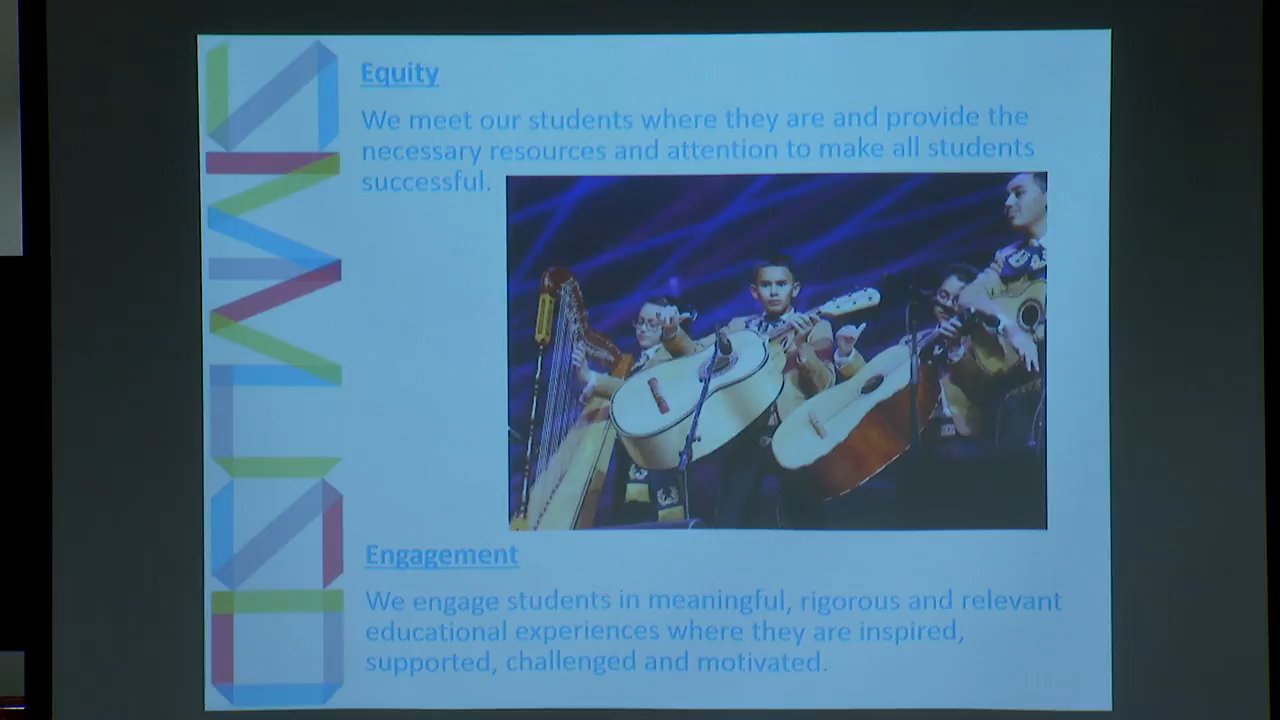 Equity
We meet our students where they are and provide the
necessary resources and attention to make all students
successful.
Engagement
We engage students in meaningful, rigorous and relevant
educational experiences where they are inspired,
supported, challenged and motivated.